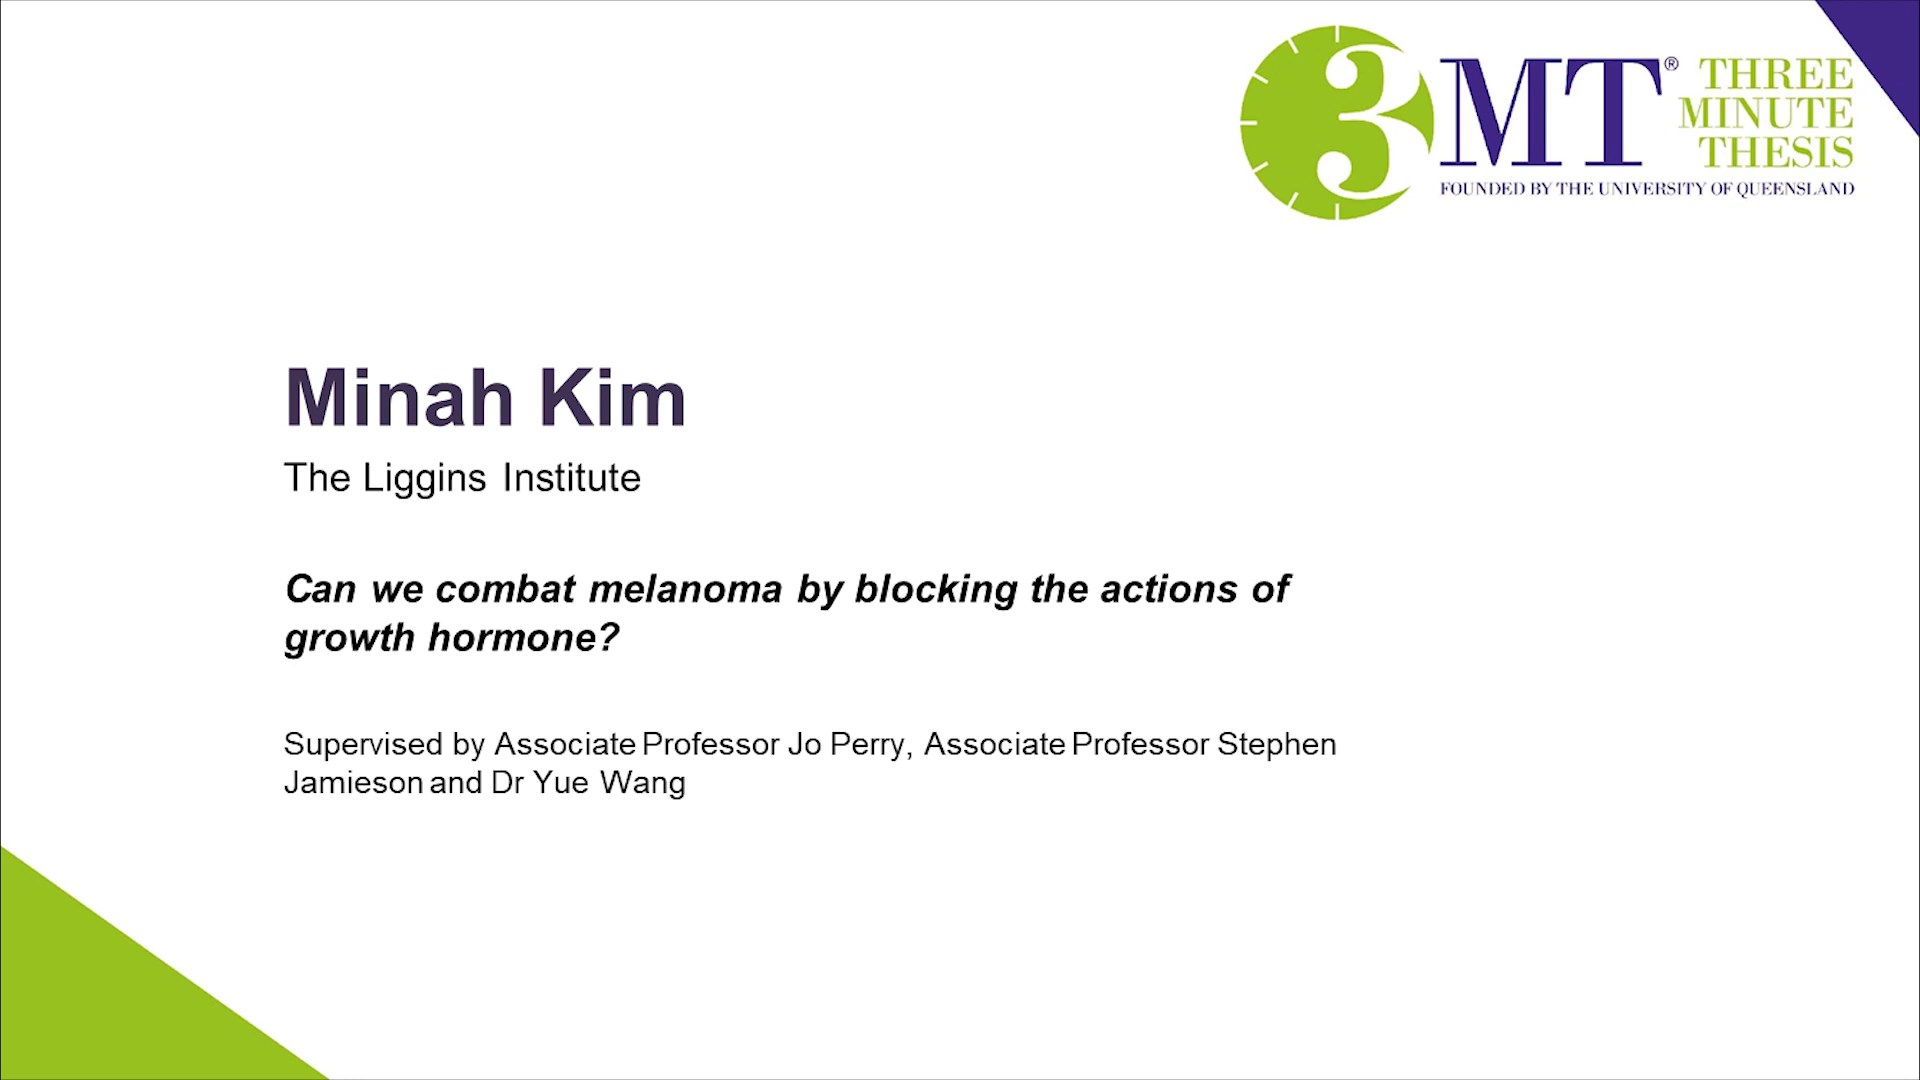 3MT® THREE
MINUTE
THESIS
FOUNDED BY THE UNIVERSITY OF QUEENSLAND
Minah Kim
The Liggins Institute
Can we combat melanoma by blocking the actions of
growth hormone?
Supervised by Associate Professor Jo Perry, Associate Professor Stephen
Jamieson and Dr Yue Wang